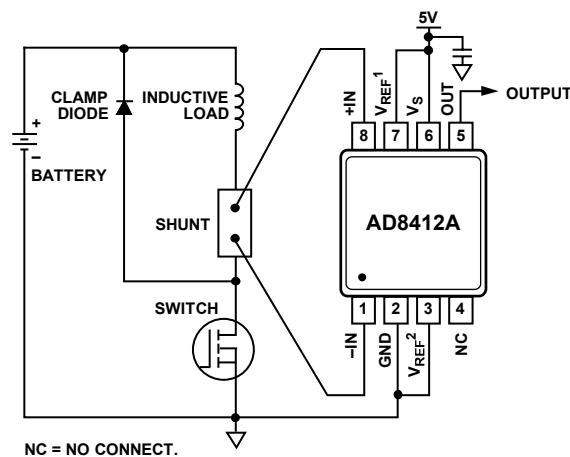 5V
CLAMP
DIODE
INDUCTIVE
LOAD
+IN
VREF1
VS
OUT
OUTPUT
8
7
6
5
+
−
BATTERY
SHUNT
AD8412A
SWITCH
1
2
3
4
−IN
GND
VREF2
NC
NC = NO CONNECT.